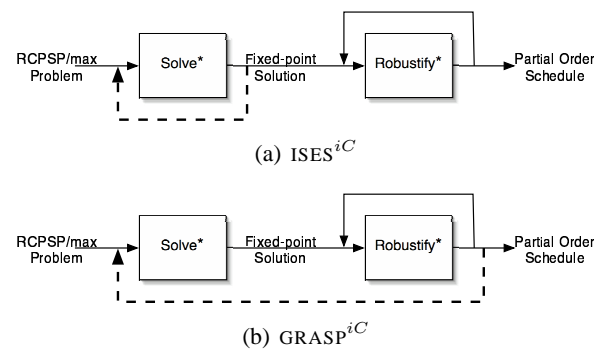 RCPSP/max
Problem
Solve*
Fixed-point
Solution
Robustify*
Partial Order
Schedule
(a) ISES^{iC}
RCPSP/max
Problem
Solve*
Fixed-point
Solution
Robustify*
Partial Order
Schedule
(b) GRASP^{iC}